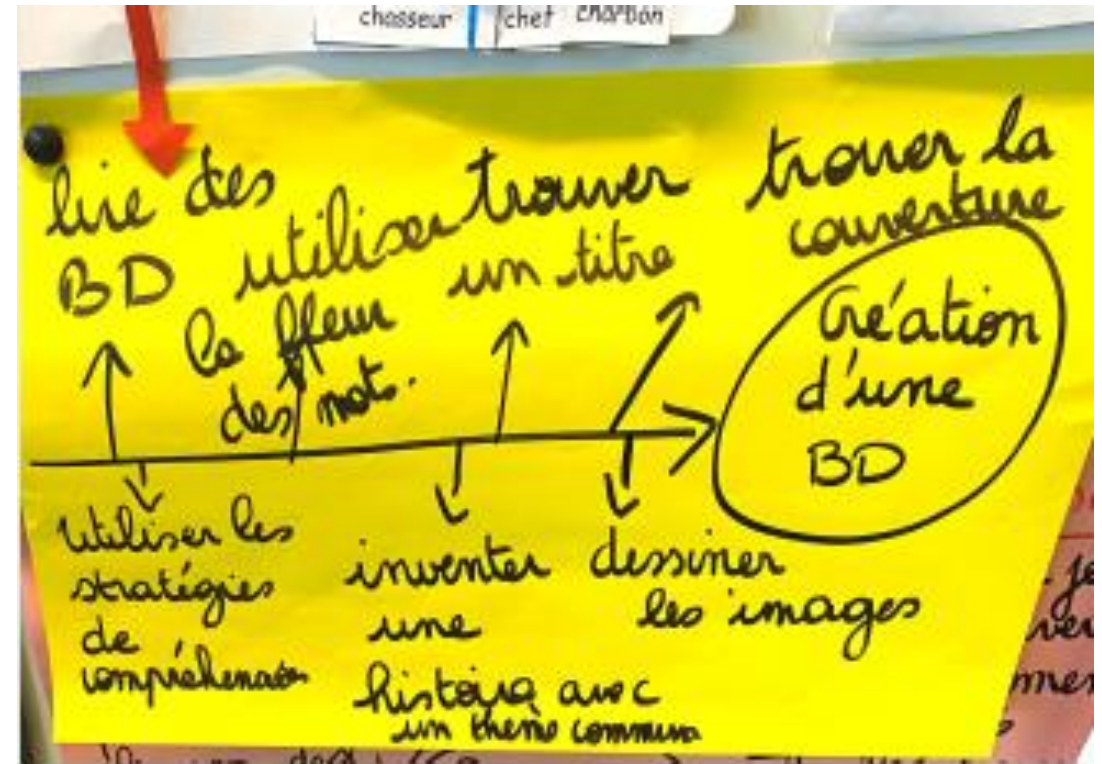 chasseur chef charbon
lire des
BD
utiliser
la fleur
des mots.
trouver
un titre
trouver la
couverture
Création
d'une
BD
utiliser les
stratégies
de
compréhension
inventer
une
histoire avec
un thème commun
dessiner
les images